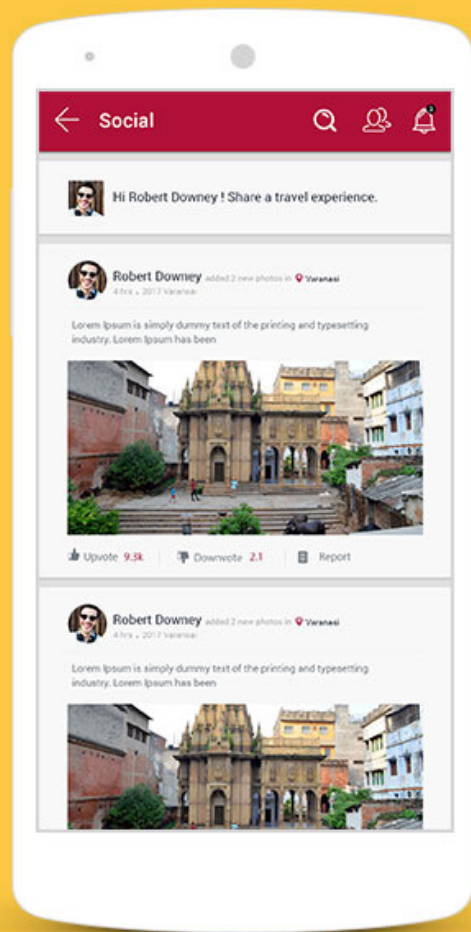 Social
Hi Robert Downey ! Share a travel experience.
Robert Downey added 2 new photos in Varanasi
4 hrs . 2017 Varansai
Lorem Ipsum is simply dummy text of the printing and typesetting
industry. Lorem Ipsum has been
Upvote 9.3k Downvote 2.1 Report
Robert Downey added 2 new photos in Varanasi
4 hrs . 2017 Varansai
Lorem Ipsum is simply dummy text of the printing and typesetting
industry. Lorem Ipsum has been